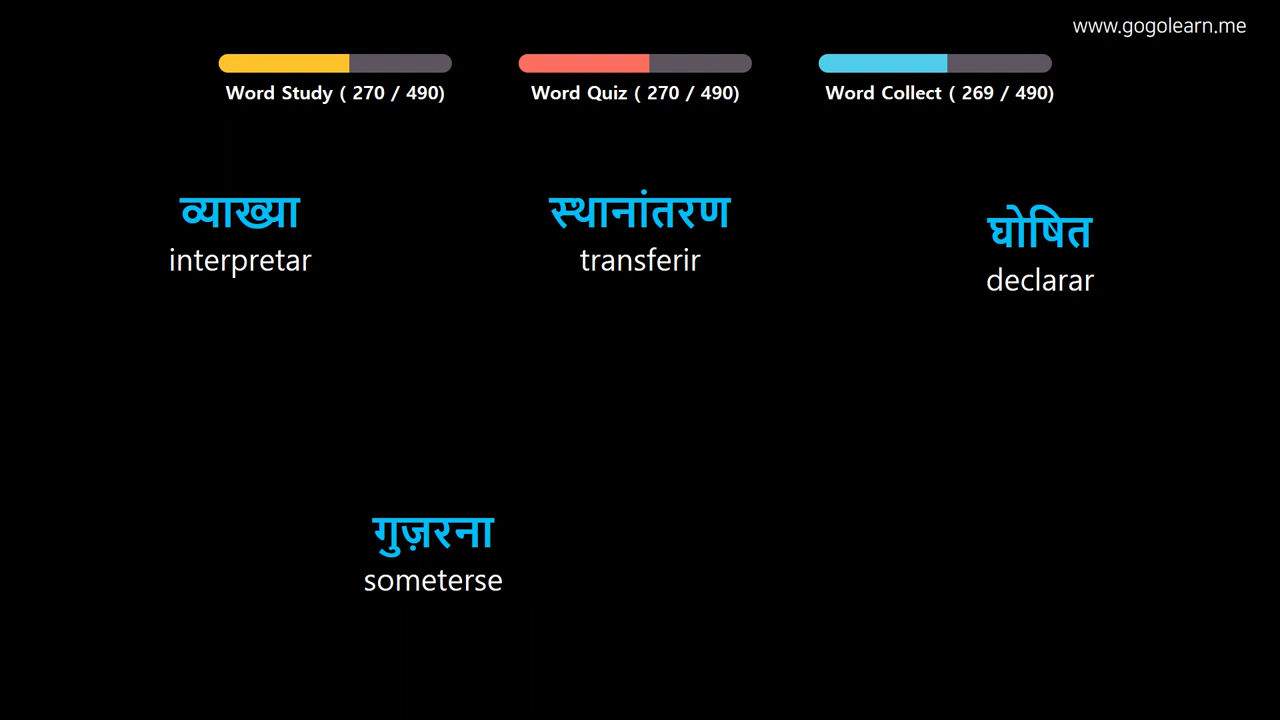 www.gogolearn.me
Word Study ( 270 / 490)
Word Quiz ( 270 / 490)
Word Collect ( 269 / 490)
व्याख्या
interpretar
स्थानांतरण
transferir
घोषित
declarar
गुज़रना
someterse